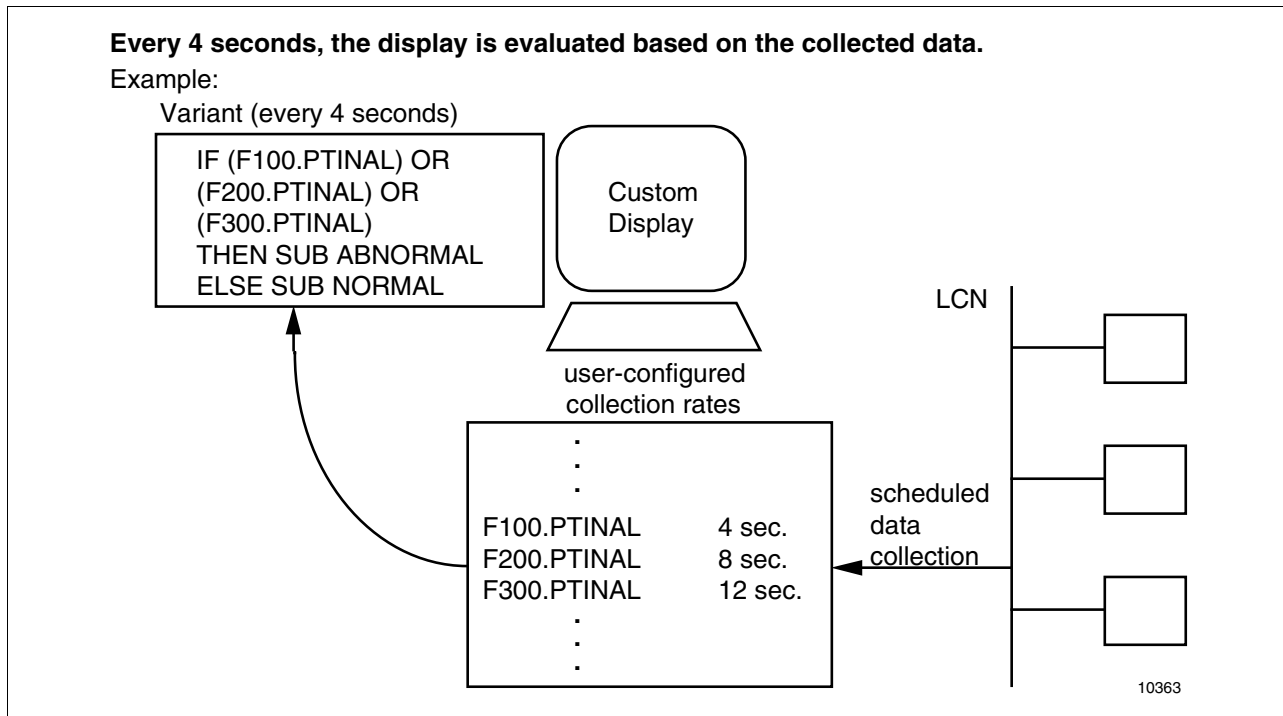 Every 4 seconds, the display is evaluated based on the collected data.
Example:
Variant (every 4 seconds)
IF (F100.PTINAL) OR
(F200.PTINAL) OR
(F300.PTINAL)
THEN SUB ABNORMAL
ELSE SUB NORMAL
Custom
Display
LCN
user-configured
collection rates
.
.
.
F100.PTINAL 4 sec.
F200.PTINAL 8 sec.
F300.PTINAL 12 sec.
.
.
.
scheduled
data
collection
10363